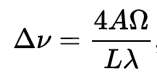 Δν = 4AΩ / Lλ,